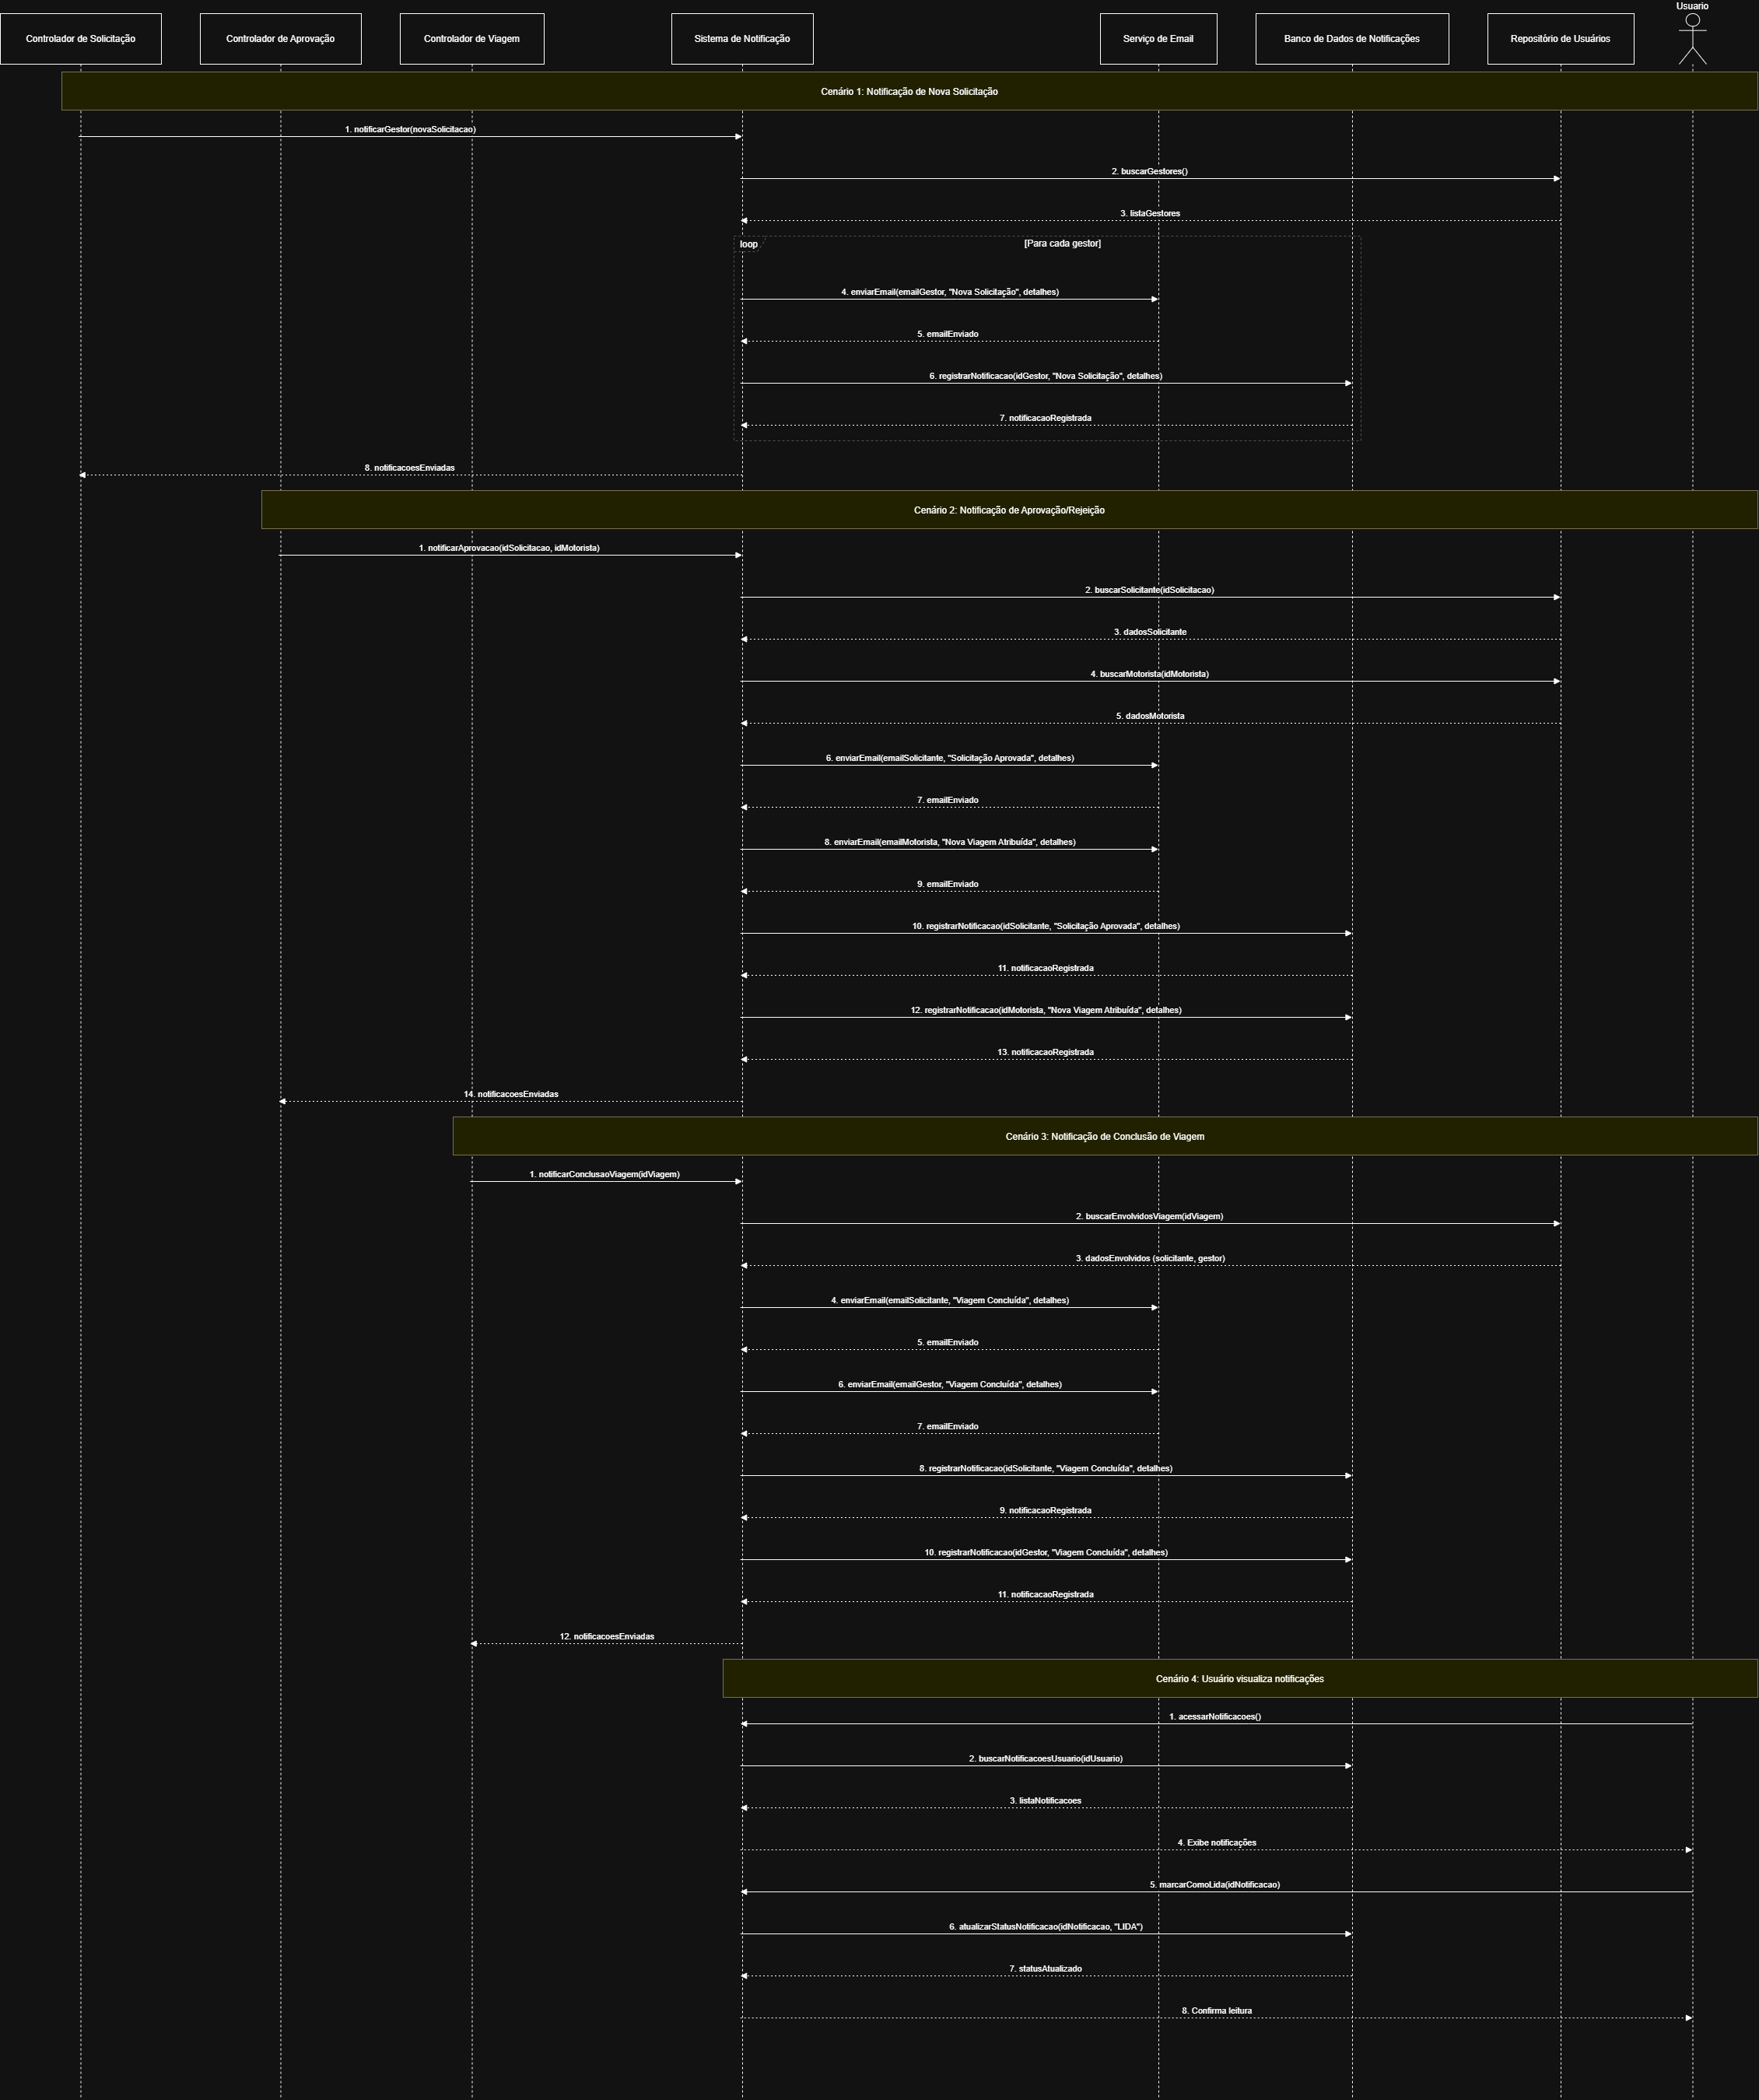 Usuario
Controlador de Solicitação
Controlador de Aprovação
Controlador de Viagem
Sistema de Notificação
Serviço de Email
Banco de Dados de Notificações
Repositório de Usuários
Cenário 1: Notificação de Nova Solicitação
1. notificarGestor(novaSolicitacao)
2. buscarGestores()
3. listaGestores
loop
[Para cada gestor]
4. enviarEmail(emailGestor, "Nova Solicitação", detalhes)
5. emailEnviado
6. registrarNotificacao(idGestor, "Nova Solicitação", detalhes)
7. notificacaoRegistrada
8. notificacoesEnviadas
Cenário 2: Notificação de Aprovação/Rejeição
1. notificarAprovacao(idSolicitacao, idMotorista)
2. buscarSolicitante(idSolicitacao)
3. dadosSolicitante
4. buscarMotorista(idMotorista)
5. dadosMotorista
6. enviarEmail(emailSolicitante, "Solicitação Aprovada", detalhes)
7. emailEnviado
8. enviarEmail(emailMotorista, "Nova Viagem Atribuída", detalhes)
9. emailEnviado
10. registrarNotificacao(idSolicitante, "Solicitação Aprovada", detalhes)
11. notificacaoRegistrada
12. registrarNotificacao(idMotorista, "Nova Viagem Atribuída", detalhes)
13. notificacaoRegistrada
14. notificacoesEnviadas
Cenário 3: Notificação de Conclusão de Viagem
1. notificarConclusaoViagem(idViagem)
2. buscarEnvolvidosViagem(idViagem)
3. dadosEnvolvidos (solicitante, gestor)
4. enviarEmail(emailSolicitante, "Viagem Concluída", detalhes)
5. emailEnviado
6. enviarEmail(emailGestor, "Viagem Concluída", detalhes)
7. emailEnviado
8. registrarNotificacao(idSolicitante, "Viagem Concluída", detalhes)
9. notificacaoRegistrada
10. registrarNotificacao(idGestor, "Viagem Concluída", detalhes)
11. notificacaoRegistrada
12. notificacoesEnviadas
Cenário 4: Usuário visualiza notificações
1. acessarNotificacoes()
2. buscarNotificacoesUsuario(idUsuario)
3. listaNotificacoes
4. Exibe notificações
5. marcarComoLida(idNotificacao)
6. atualizarStatusNotificacao(idNotificacao, "LIDA")
7. statusAtualizado
8. Confirma leitura